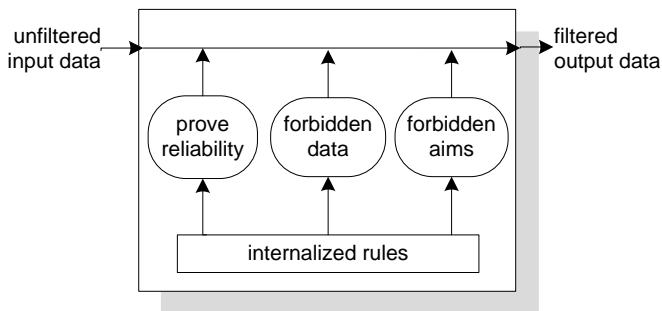 unfiltered
input data
filtered
output data
prove
reliability
forbidden
data
forbidden
aims
internalized rules